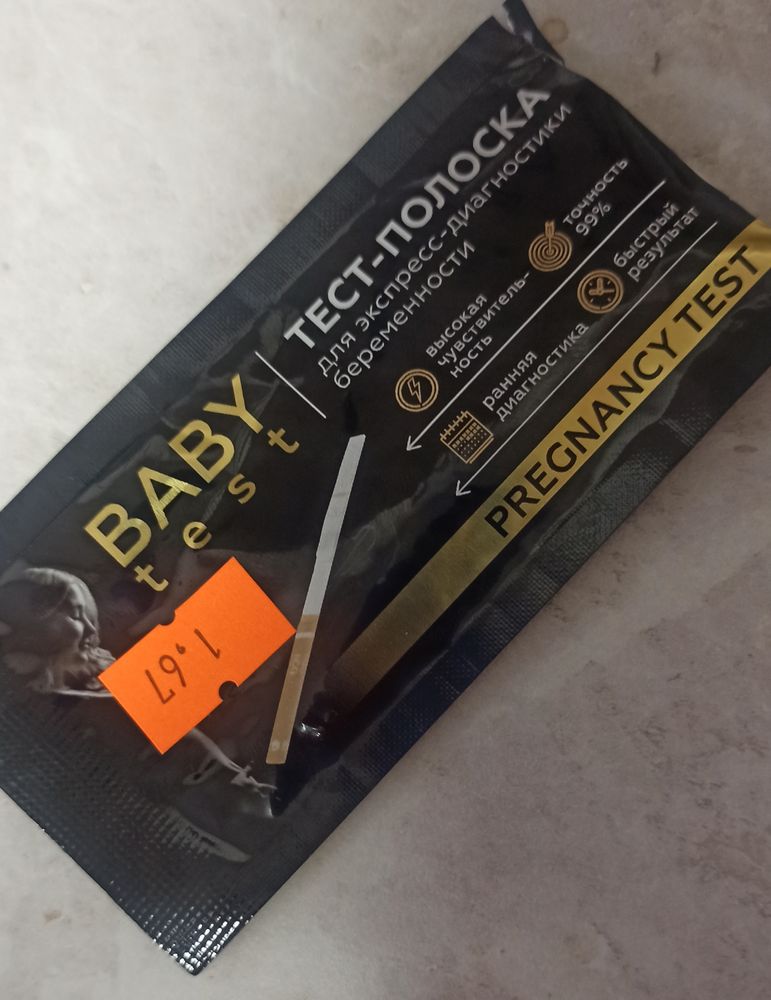 BABY
test
ТЕСТ-ПОЛОСКА
для экспресс-диагностики
беременности
высокая
чувствитель-
ность
точность
99%
ранняя
диагностика
быстрый
результат
PREGNANCY TEST
1.67